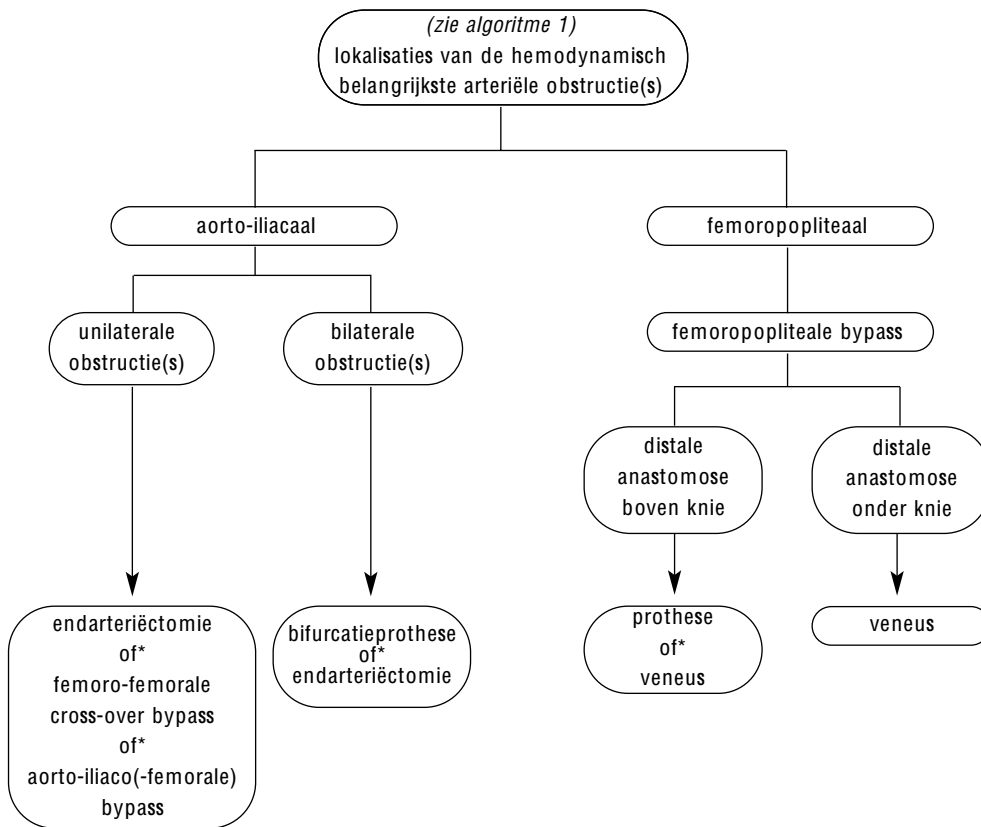 (zie algoritme 1)
lokalisaties van de hemodynamisch
belangrijkste arteriële obstructie(s)
aorto-iliacaal
femoropopliteaal
unilaterale
obstructie(s)
bilaterale
obstructie(s)
femoropopliteale bypass
distale
anastomose
boven knie
distale
anastomose
onder knie
endarteriëctomie
of*
femoro-femorale
cross-over bypass
of*
aorto-iliaco(-femorale)
bypass
bifurcatieprothese
of*
endarteriëctomie
prothese
of*
veneus
veneus